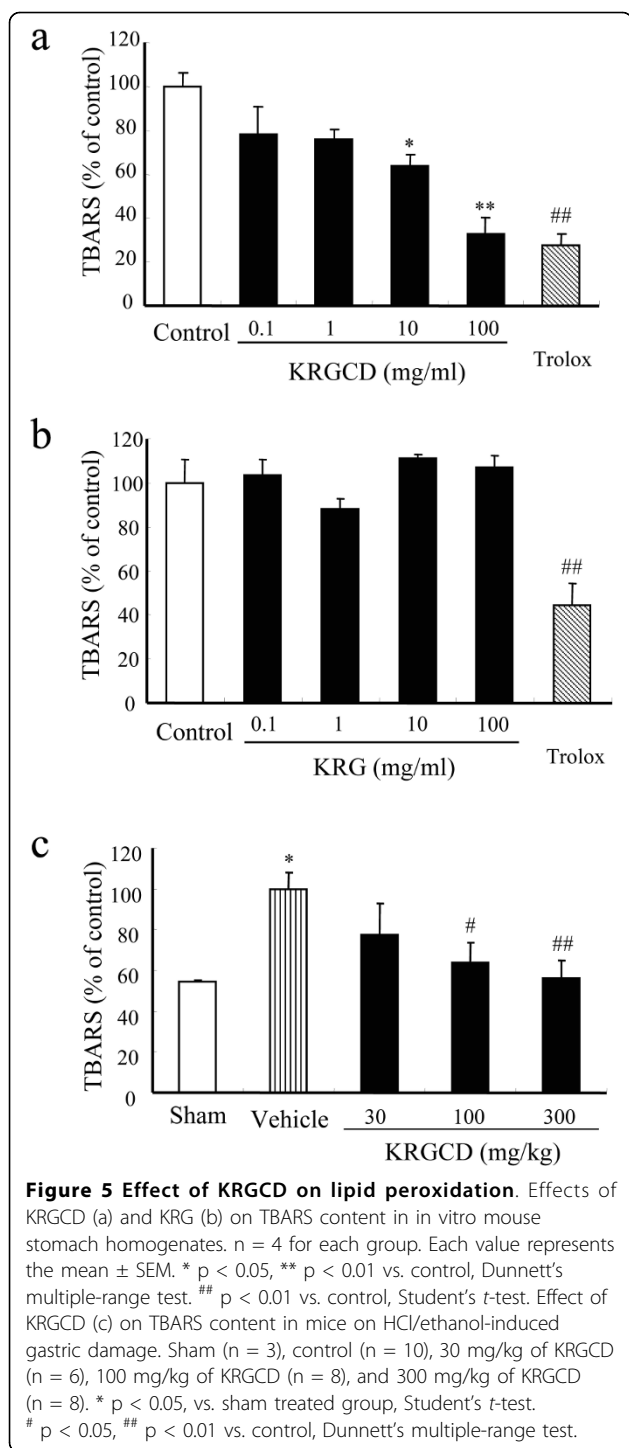 a
TBARS (% of control)
120
100
80
60
40
20
0
*
**
##
Control
0.1 1 10 100
KRGCD (mg/ml)
Trolox
b
TBARS (% of control)
120
100
80
60
40
20
0
##
Control
0.1 1 10 100
KRG (mg/ml)
Trolox
c
TBARS (% of control)
120
100
80
60
40
20
0
*
#
##
Sham Vehicle 30 100 300
KRGCD (mg/kg)
Figure 5 Effect of KRGCD on lipid peroxidation. Effects of
KRGCD (a) and KRG (b) on TBARS content in in vitro mouse
stomach homogenates. n = 4 for each group. Each value represents
the mean ± SEM. * p < 0.05, ** p < 0.01 vs. control, Dunnett's
multiple-range test. ## p < 0.01 vs. control, Student's t-test. Effect of
KRGCD (c) on TBARS content in mice on HCl/ethanol-induced
gastric damage. Sham (n = 3), control (n = 10), 30 mg/kg of KRGCD
(n = 6), 100 mg/kg of KRGCD (n = 8), and 300 mg/kg of KRGCD
(n = 8). * p < 0.05, vs. sham treated group, Student's t-test.
# p < 0.05, ## p < 0.01 vs. control, Dunnett's multiple-range test.